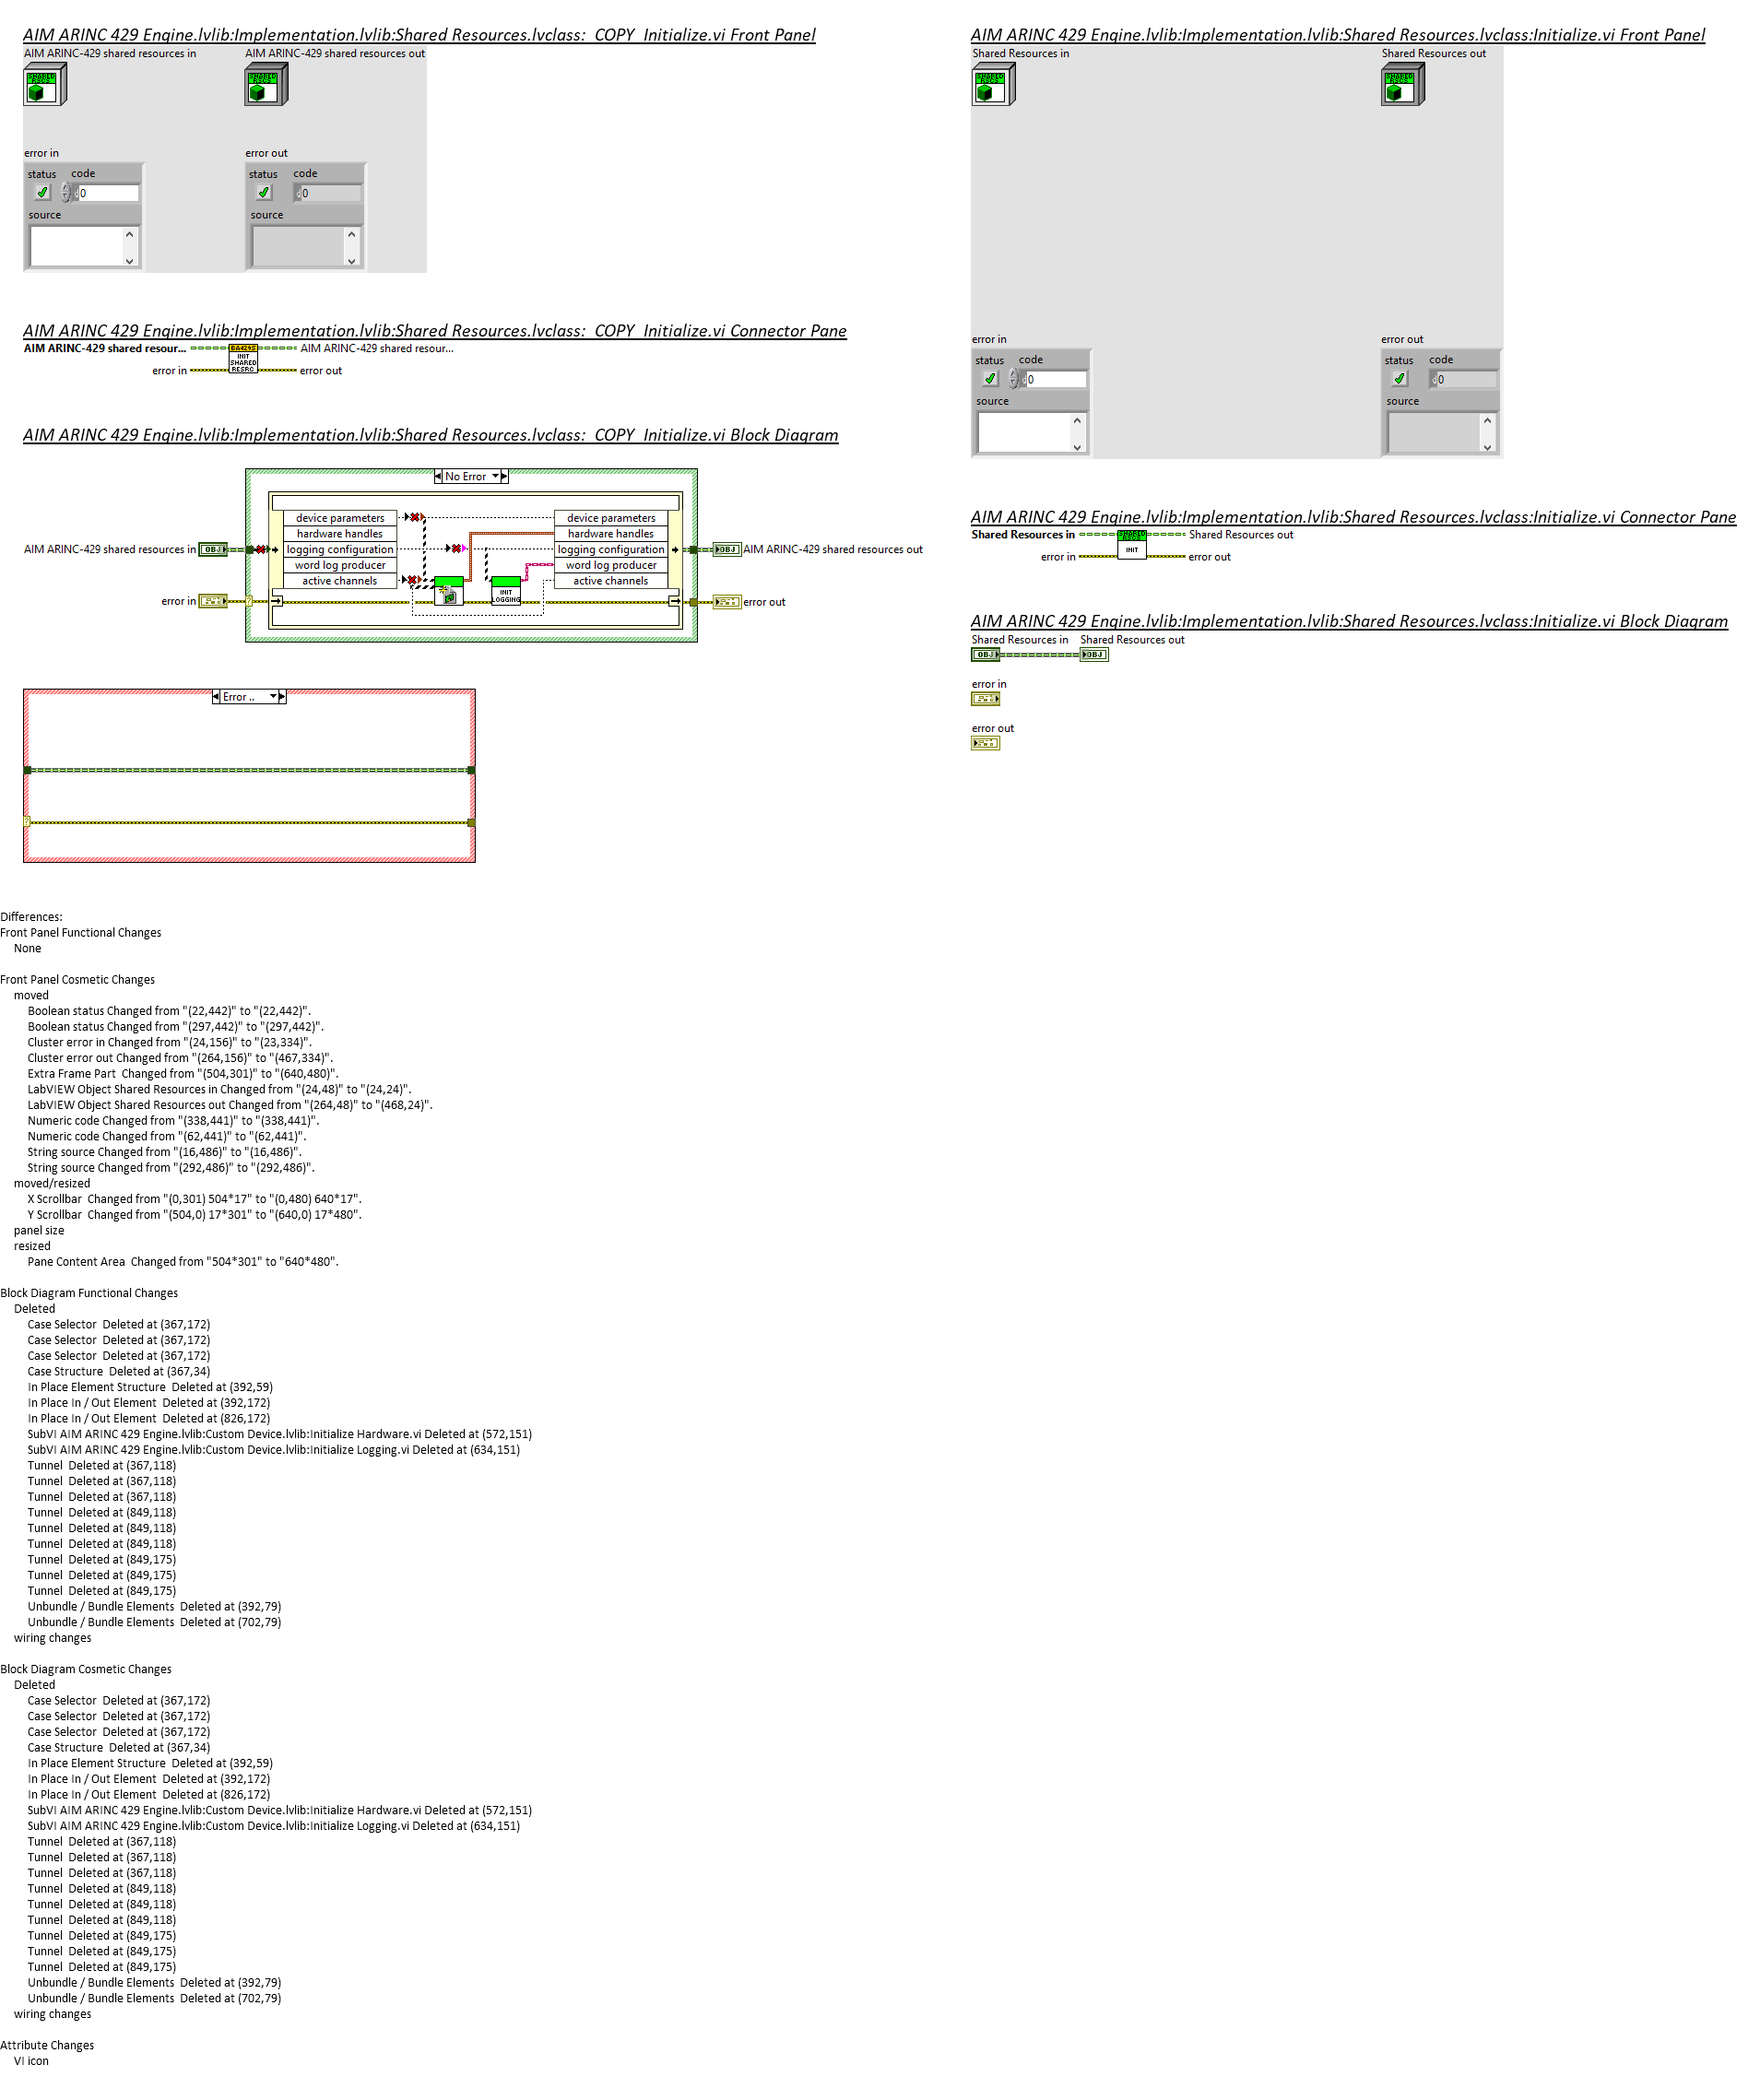 AIM ARINC 429 Engine.lvlib:Implementation.lvlib:Shared Resources.lvclass:_COPY_Initialize.vi Front Panel
AIM ARINC-429 shared resources in
AIM ARINC-429 shared resources out
SHARED
RSCS
SHARED
RSCS
error in
error out
status code
status code
0
0
source
source
AIM ARINC 429 Engine.lvlib:Implementation.lvlib:Shared Resources.lvclass:_COPY_Initialize.vi Connector Pane
AIM ARINC-429 shared resour...
BA429S
INIT
SHARED
RESRC
AIM ARINC-429 shared resour...
error in
error out
AIM ARINC 429 Engine.lvlib:Implementation.lvlib:Shared Resources.lvclass:_COPY_Initialize.vi Block Diagram
No Error
device parameters
device parameters
hardware handles
hardware handles
AIM ARINC-429 shared resources in
OBJ
logging configuration
logging configuration
OBJ
AIM ARINC-429 shared resources out
word log producer
word log producer
active channels
active channels
INIT
LOGGING
error in
?
error out
Error ..
?
AIM ARINC 429 Engine.lvlib:Implementation.lvlib:Shared Resources.lvclass:Initialize.vi Front Panel
Shared Resources in
Shared Resources out
SHARED
RSCS
SHARED
RSCS
error in
error out
status code
status code
0
0
source
source
AIM ARINC 429 Engine.lvlib:Implementation.lvlib:Shared Resources.lvclass:Initialize.vi Connector Pane
Shared Resources in
SHARED
RSCS
INIT
Shared Resources out
error in
error out
AIM ARINC 429 Engine.lvlib:Implementation.lvlib:Shared Resources.lvclass:Initialize.vi Block Diagram
Shared Resources in
Shared Resources out
OBJ
OBJ
error in
error out
Differences:
Front Panel Functional Changes
None
Front Panel Cosmetic Changes
moved
Boolean status Changed from "(22,442)" to "(22,442)".
Boolean status Changed from "(297,442)" to "(297,442)".
Cluster error in Changed from "(24,156)" to "(23,334)".
Cluster error out Changed from "(264,156)" to "(467,334)".
Extra Frame Part  Changed from "(504,301)" to "(640,480)".
LabVIEW Object Shared Resources in Changed from "(24,48)" to "(24,24)".
LabVIEW Object Shared Resources out Changed from "(264,48)" to "(468,24)".
Numeric code Changed from "(338,441)" to "(338,441)".
Numeric code Changed from "(62,441)" to "(62,441)".
String source Changed from "(16,486)" to "(16,486)".
String source Changed from "(292,486)" to "(292,486)".
moved/resized
X Scrollbar  Changed from "(0,301) 504*17" to "(0,480) 640*17".
Y Scrollbar  Changed from "(504,0) 17*301" to "(640,0) 17*480".
panel size
resized
Pane Content Area  Changed from "504*301" to "640*480".
Block Diagram Functional Changes
Deleted
Case Selector  Deleted at (367,172)
Case Selector  Deleted at (367,172)
Case Selector  Deleted at (367,172)
Case Structure  Deleted at (367,34)
In Place Element Structure  Deleted at (392,59)
In Place In / Out Element  Deleted at (392,172)
In Place In / Out Element  Deleted at (826,172)
SubVI AIM ARINC 429 Engine.lvlib:Custom Device.lvlib:Initialize Hardware.vi Deleted at (572,151)
SubVI AIM ARINC 429 Engine.lvlib:Custom Device.lvlib:Initialize Logging.vi Deleted at (634,151)
Tunnel  Deleted at (367,118)
Tunnel  Deleted at (367,118)
Tunnel  Deleted at (367,118)
Tunnel  Deleted at (849,118)
Tunnel  Deleted at (849,118)
Tunnel  Deleted at (849,118)
Tunnel  Deleted at (849,175)
Tunnel  Deleted at (849,175)
Tunnel  Deleted at (849,175)
Unbundle / Bundle Elements  Deleted at (392,79)
Unbundle / Bundle Elements  Deleted at (702,79)
wiring changes
Block Diagram Cosmetic Changes
Deleted
Case Selector  Deleted at (367,172)
Case Selector  Deleted at (367,172)
Case Selector  Deleted at (367,172)
Case Structure  Deleted at (367,34)
In Place Element Structure  Deleted at (392,59)
In Place In / Out Element  Deleted at (392,172)
In Place In / Out Element  Deleted at (826,172)
SubVI AIM ARINC 429 Engine.lvlib:Custom Device.lvlib:Initialize Hardware.vi Deleted at (572,151)
SubVI AIM ARINC 429 Engine.lvlib:Custom Device.lvlib:Initialize Logging.vi Deleted at (634,151)
Tunnel  Deleted at (367,118)
Tunnel  Deleted at (367,118)
Tunnel  Deleted at (367,118)
Tunnel  Deleted at (849,118)
Tunnel  Deleted at (849,118)
Tunnel  Deleted at (849,118)
Tunnel  Deleted at (849,175)
Tunnel  Deleted at (849,175)
Tunnel  Deleted at (849,175)
Unbundle / Bundle Elements  Deleted at (392,79)
Unbundle / Bundle Elements  Deleted at (702,79)
wiring changes
Attribute Changes
VI icon